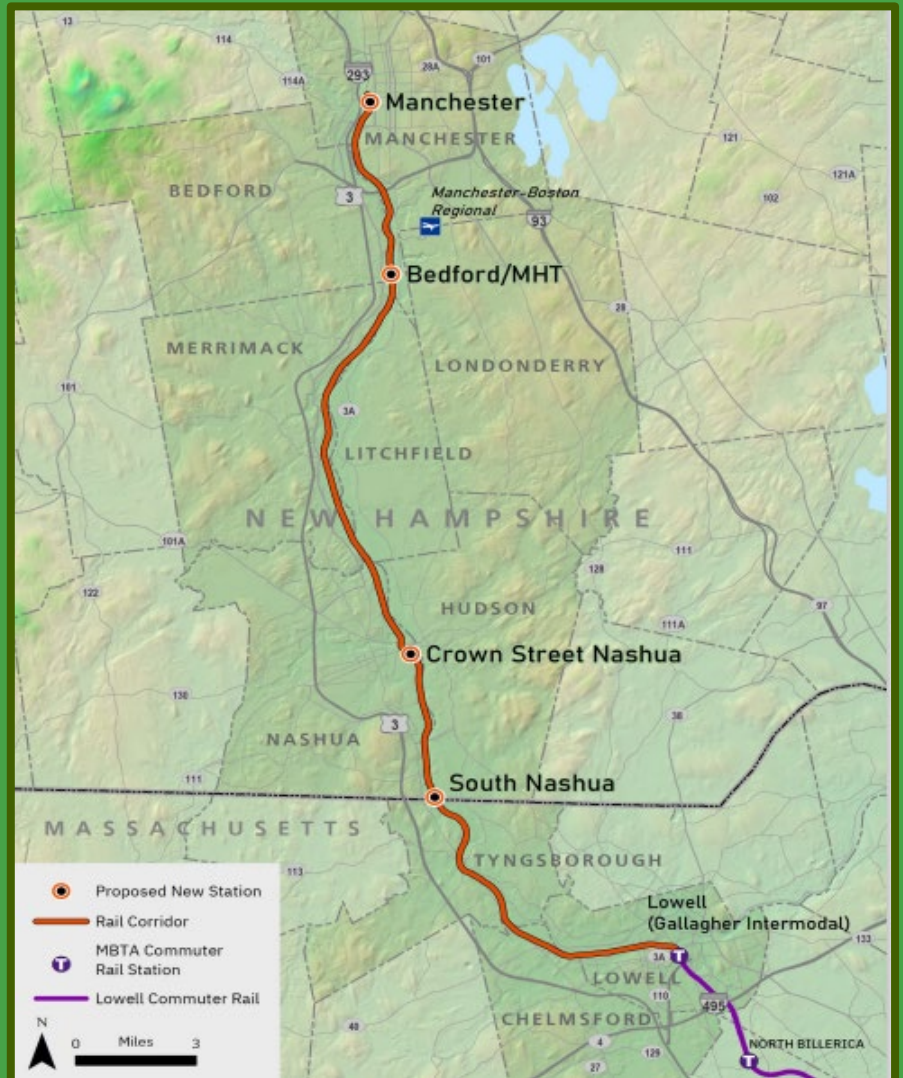 13
114
114A
293
28A
101
Manchester
MANCHESTER
121
121A
BEDFORD
3
Manchester-Boston
Regional
93
102
Bedford/MHT
28
MERRIMACK
LONDONDERRY
101
3A
LITCHFIELD
NEW HAMPSHIRE
101A
111
128
122
HUDSON
97
111A
Crown Street Nashua
130
38
3
NASHUA
111
South Nashua
MASSACHUSETTS
TYNGSBOROUGH
113
Lowell
(Gallagher Intermodal)
133
3A
T
LOWELL
110
495
CHELMSFORD
40
4
129
27
NORTH BILLERICA
T
Proposed New Station
Rail Corridor
T
MBTA Commuter
Rail Station
Lowell Commuter Rail
N
0 Miles 3